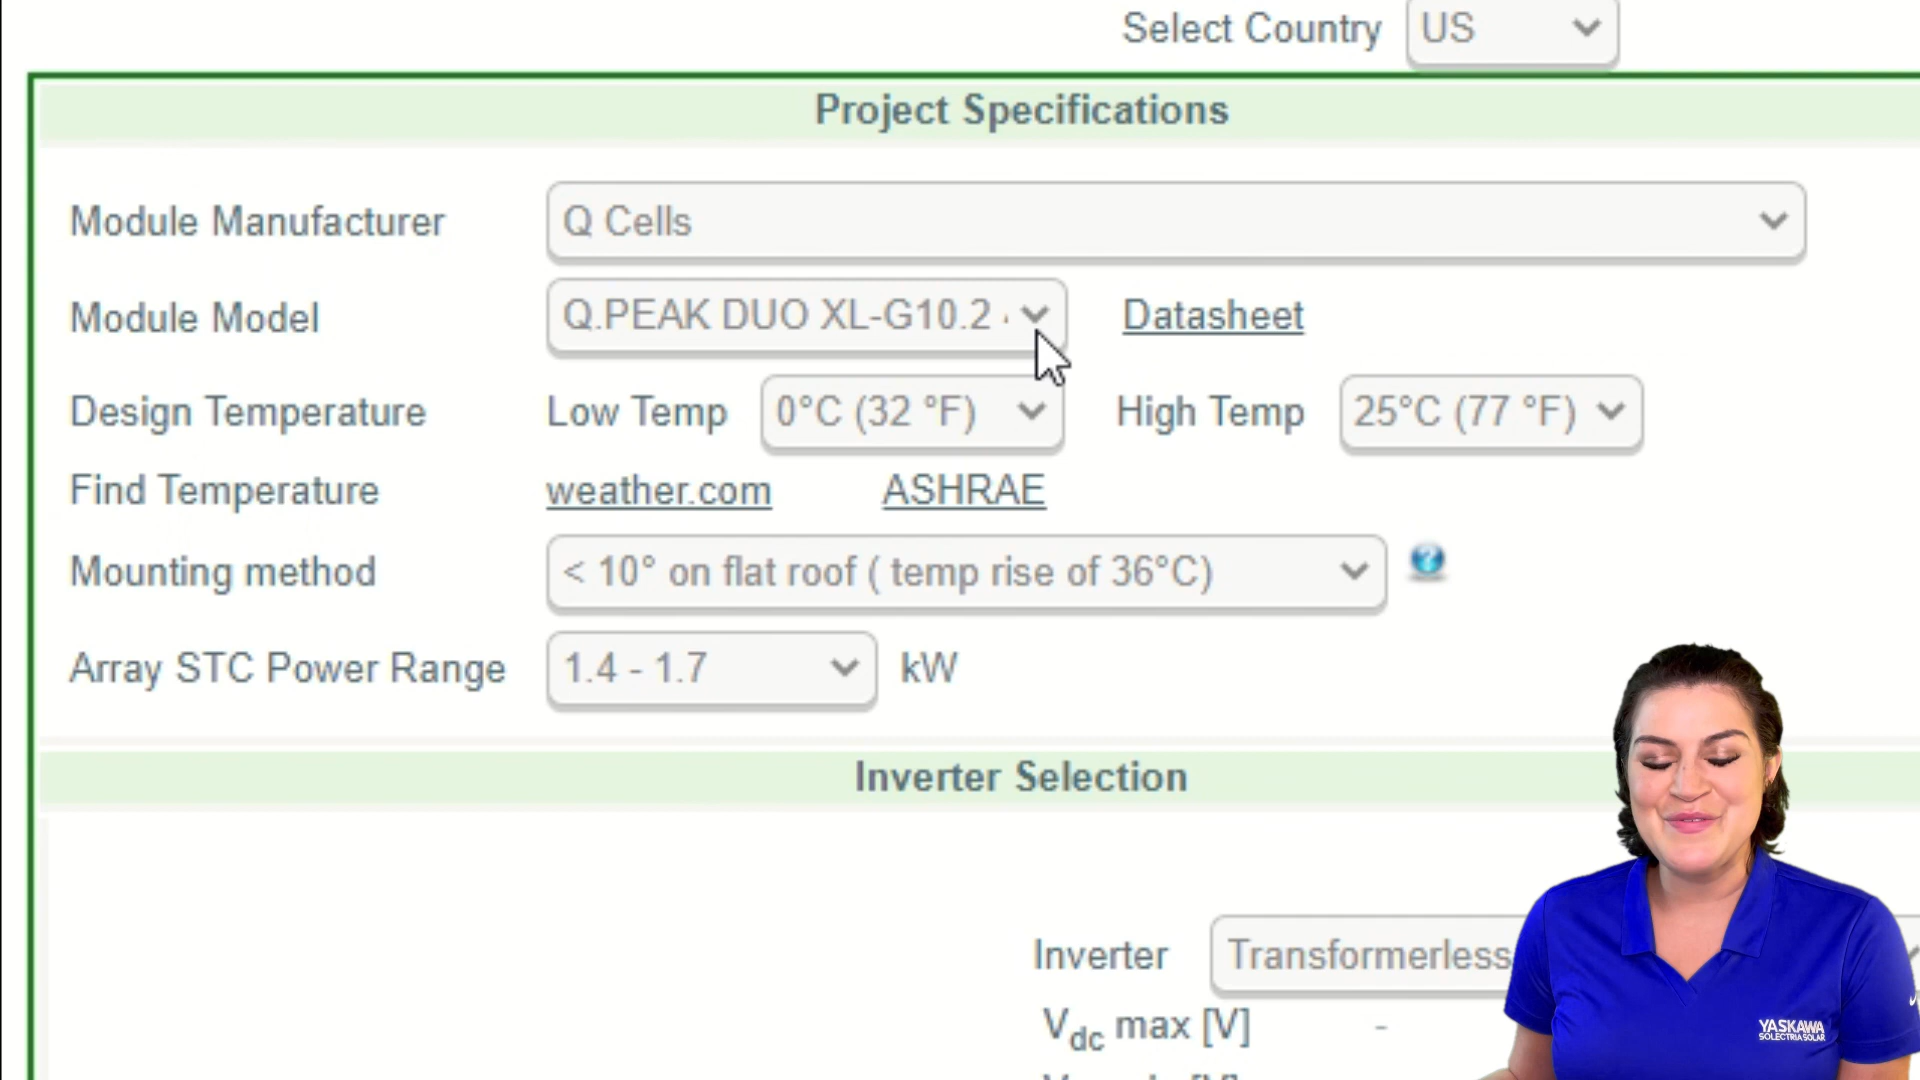 Select Country US
Project Specifications
Module Manufacturer Q Cells
Module Model Q.PEAK DUO XL-G10.2 Datasheet
Design Temperature Low Temp 0°C (32 °F) High Temp 25°C (77 °F)
Find Temperature weather.com ASHRAE
Mounting method < 10° on flat roof ( temp rise of 36°C) ?
Array STC Power Range 1.4 - 1.7 kW
Inverter Selection
Inverter Transformerless
Vdc max [V] -
YASKAWA
SOLECTRIA SOLAR